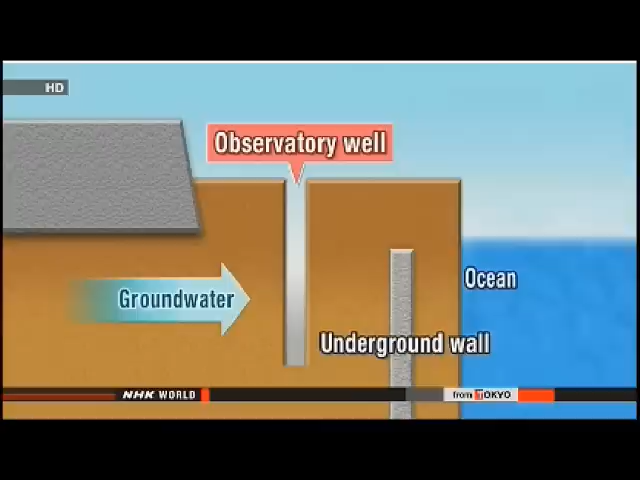 HD
Observatory well
Ocean
Groundwater
Underground wall
NHK WORLD
from TOKYO